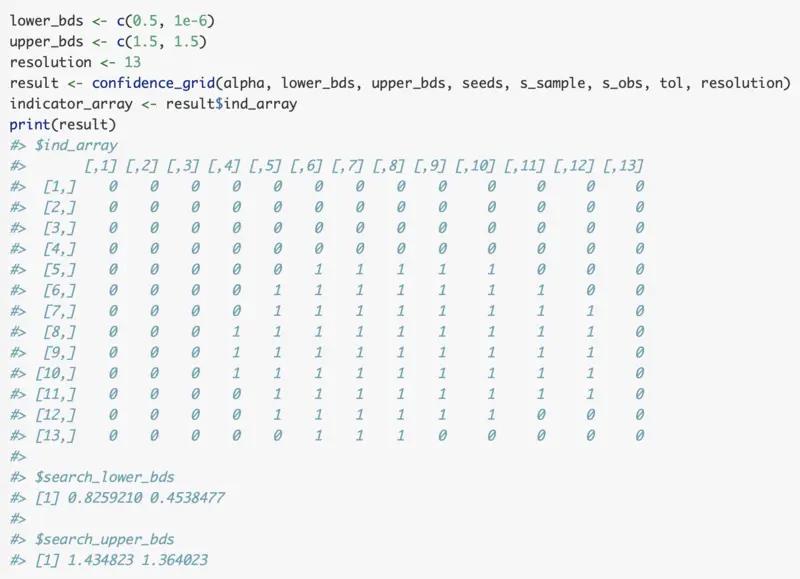 lower_bds <- c(0.5, 1e-6)
upper_bds <- c(1.5, 1.5)
resolution <- 13
result <- confidence_grid(alpha, lower_bds, upper_bds, seeds, s_sample, s_obs, tol, resolution)
indicator_array <- result$ind_array
print(result)
#> $ind_array
#>       [,1] [,2] [,3] [,4] [,5] [,6] [,7] [,8] [,9] [,10] [,11] [,12] [,13]
#>  [1,]    0    0    0    0    0    0    0    0    0     0     0     0     0
#>  [2,]    0    0    0    0    0    0    0    0    0     0     0     0     0
#>  [3,]    0    0    0    0    0    0    0    0    0     0     0     0     0
#>  [4,]    0    0    0    0    0    0    0    0    0     0     0     0     0
#>  [5,]    0    0    0    0    0    1    1    1    1     1     0     0     0
#>  [6,]    0    0    0    0    1    1    1    1    1     1     1     0     0
#>  [7,]    0    0    0    0    1    1    1    1    1     1     1     1     0
#>  [8,]    0    0    0    1    1    1    1    1    1     1     1     1     0
#>  [9,]    0    0    0    1    1    1    1    1    1     1     1     1     0
#> [10,]    0    0    0    1    1    1    1    1    1     1     1     1     0
#> [11,]    0    0    0    0    1    1    1    1    1     1     1     1     0
#> [12,]    0    0    0    0    1    1    1    1    1     1     0     0     0
#> [13,]    0    0    0    0    0    1    1    1    0     0     0     0     0
#>
#> $search_lower_bds
#> [1] 0.8259210 0.4538477
#>
#> $search_upper_bds
#> [1] 1.434823 1.364023